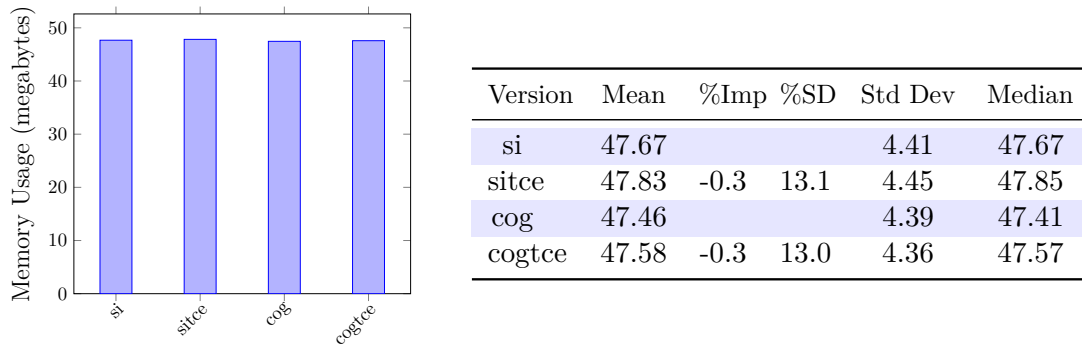 Memory Usage (megabytes)
50
40
30
20
10
0
si
sitce
cog
cogtce
Version Mean %Imp %SD Std Dev Median
si 47.67 4.41 47.67
sitce 47.83 -0.3 13.1 4.45 47.85
cog 47.46 4.39 47.41
cogtce 47.58 -0.3 13.0 4.36 47.57